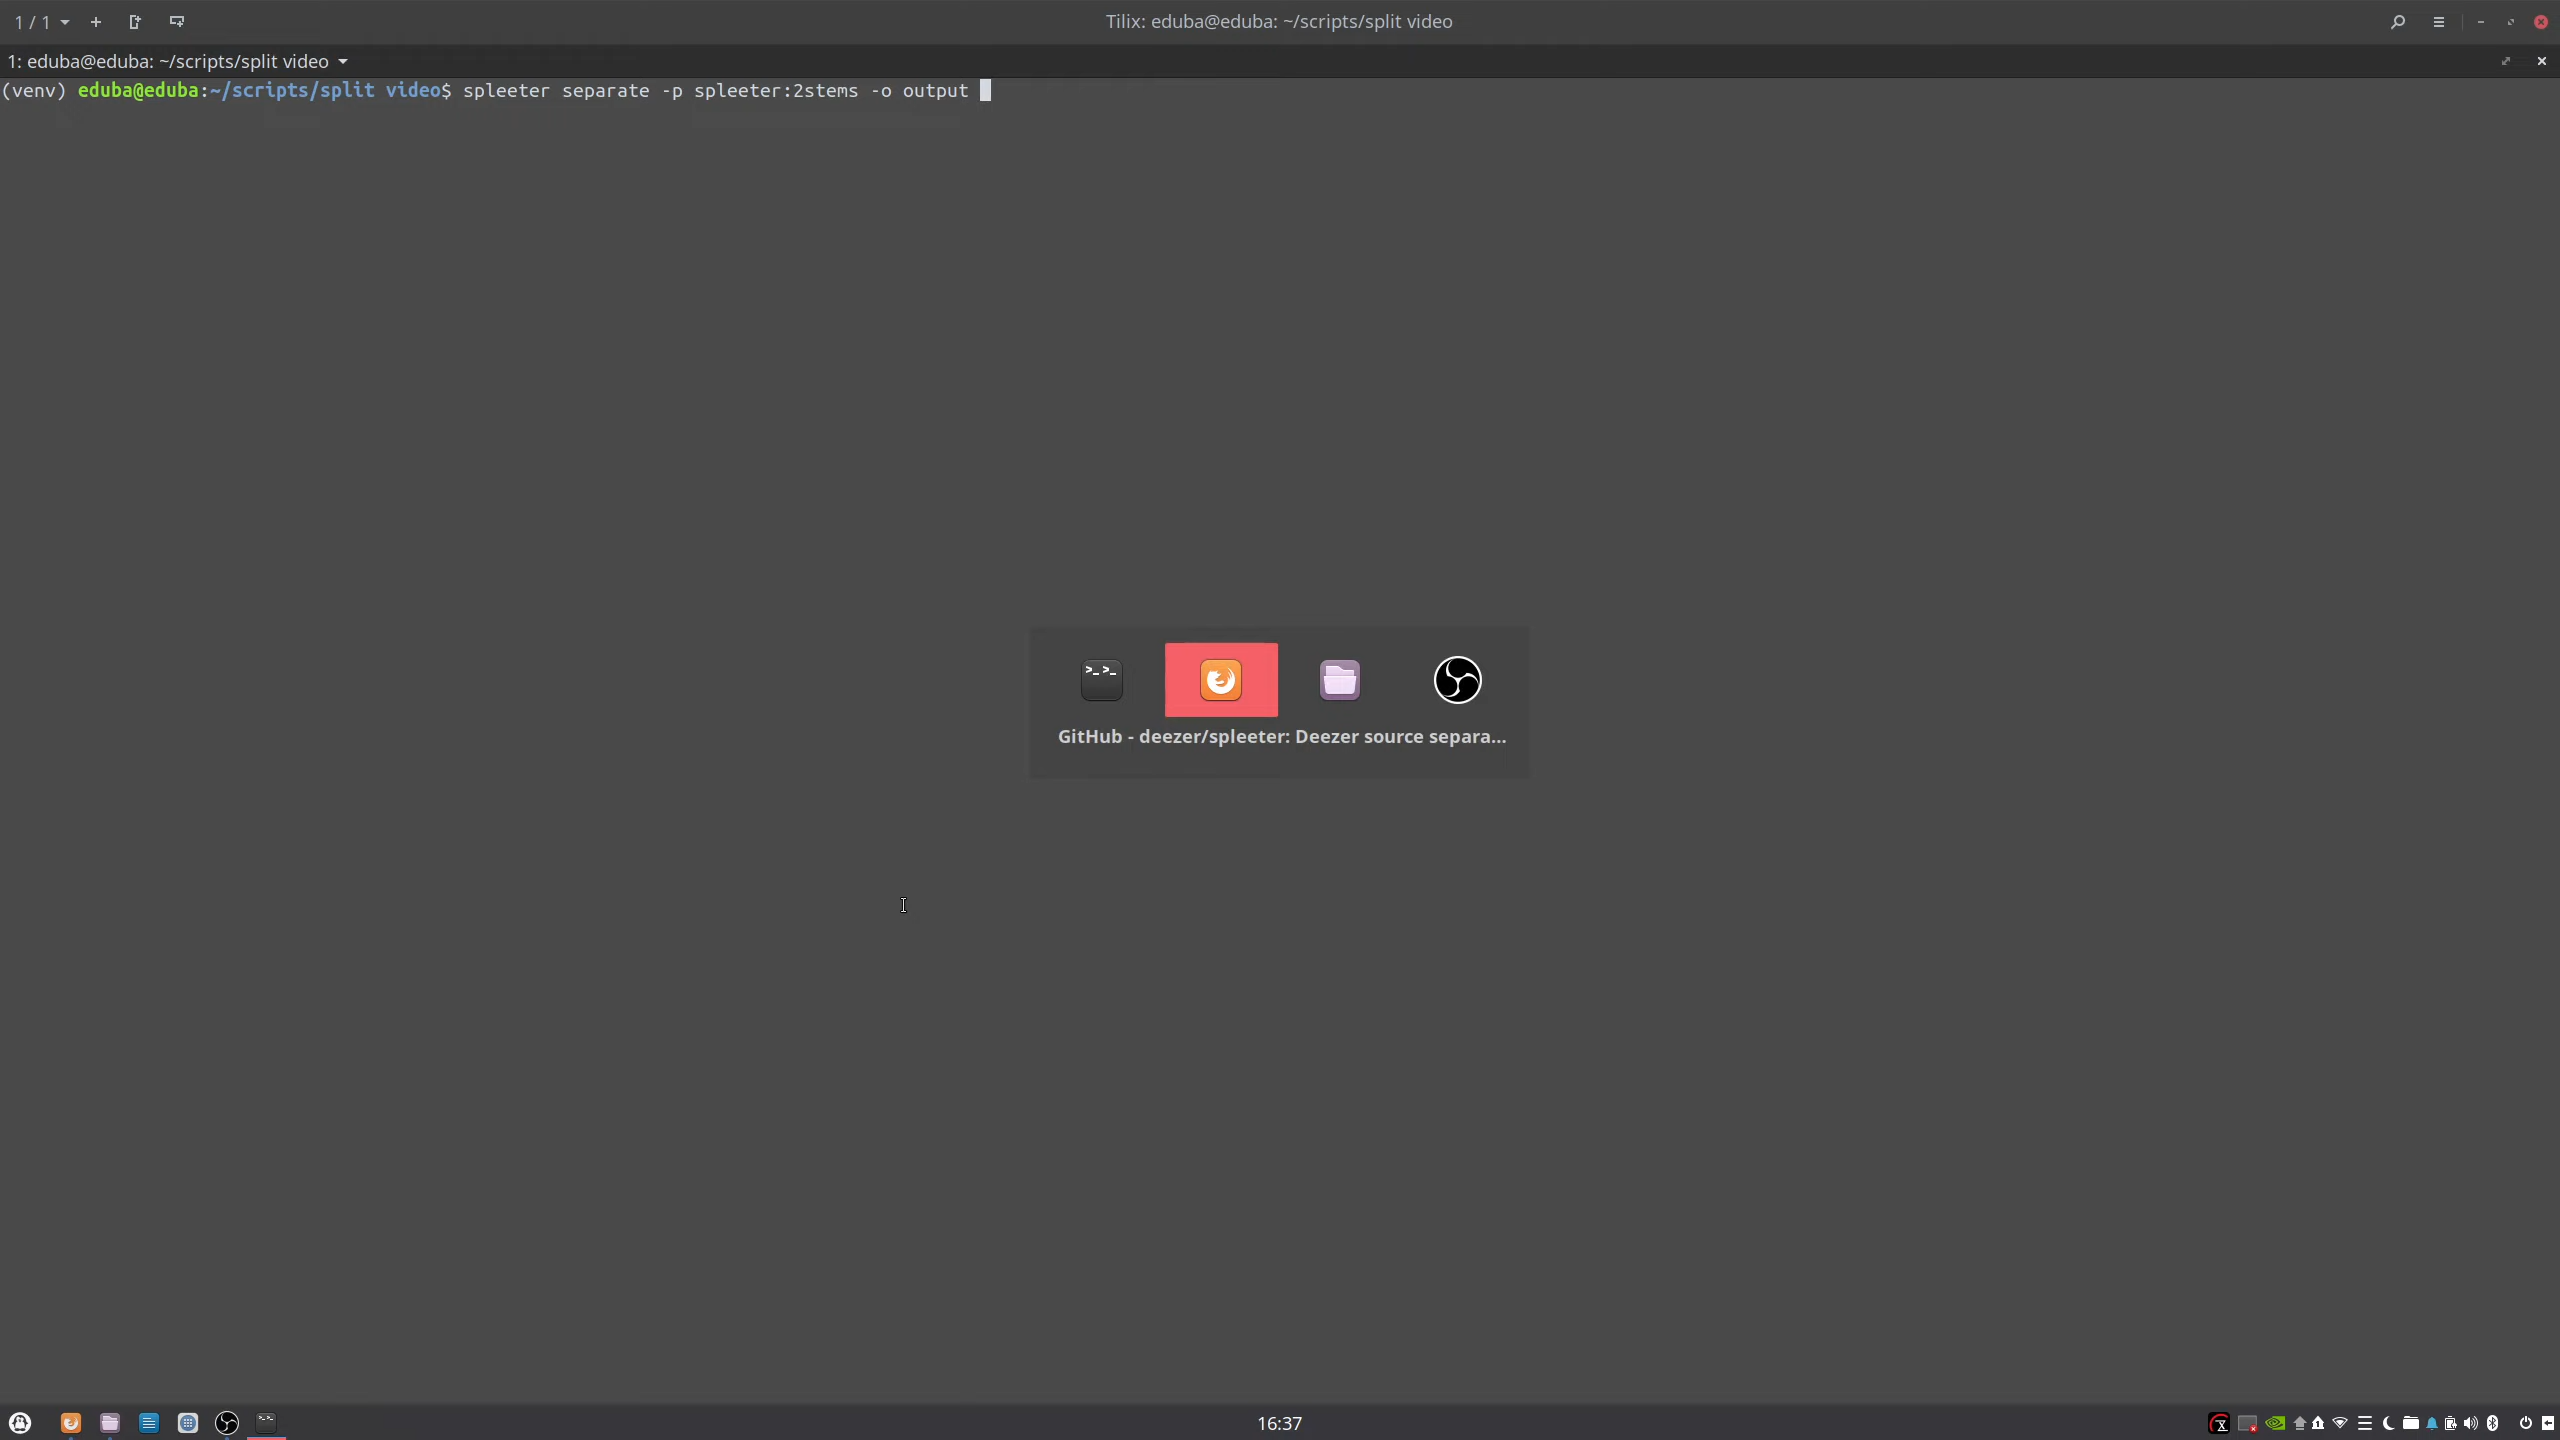 1 / 1
Tilix: eduba@eduba: ~/scripts/split video
1: eduba@eduba: ~/scripts/split video
(venv) eduba@eduba:~/scripts/split video$ spleeter separate -p spleeter:2stems -o output
>_ >_
GitHub - deezer/spleeter: Deezer source separa...
16:37